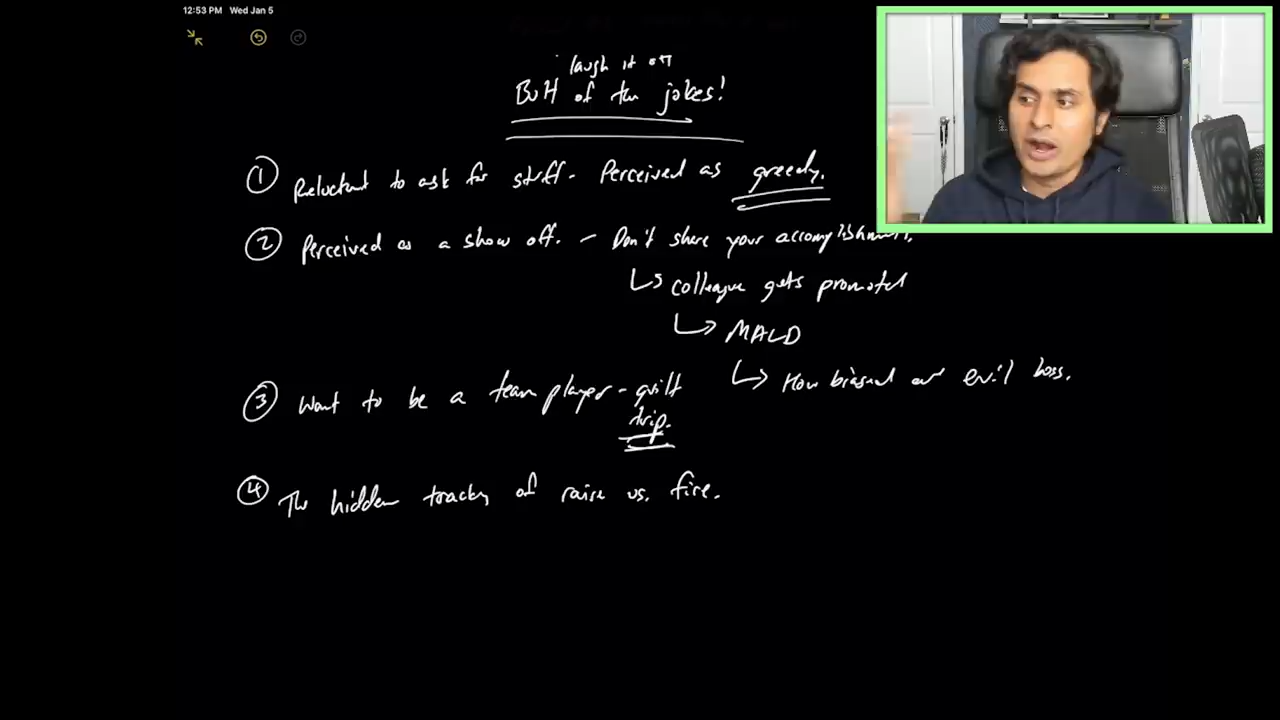 12:53 PM Wed Jan 5
laugh it off
Butt of the jokes!
① Reluctant to ask for stuff - Perceived as greedy.
② Perceived as a show off. - Don't share your accomplishments.
↳ colleague gets promoted
↳ MALD
↳ How biased or evil boss.
③ Want to be a team player - guilt
trip.
④ The hidden tracks of raise vs. fire.